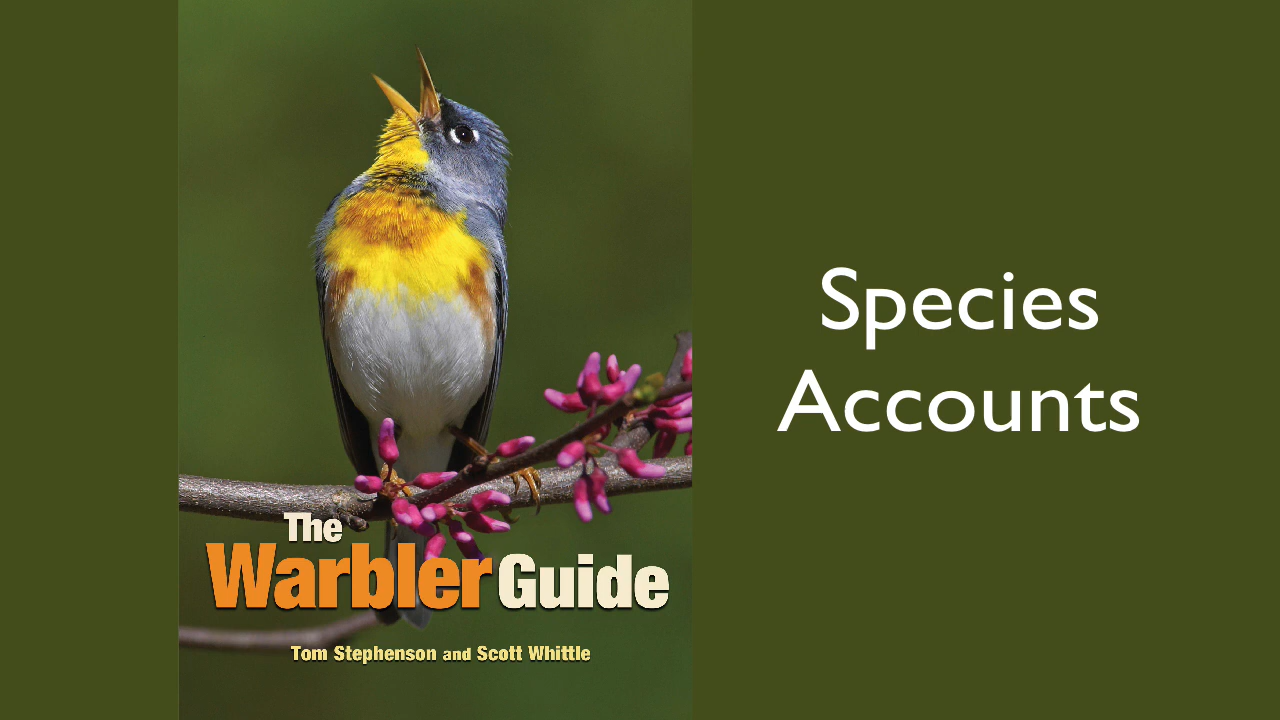 The
Warbler Guide
Tom Stephenson and Scott Whittle
Species
Accounts